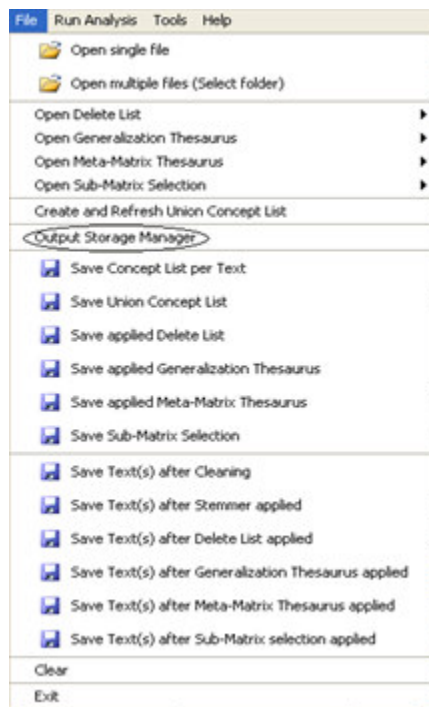 File Run Analysis Tools Help
Open single file
Open multiple files (Select folder)
Open Delete List
Open Generalization Thesaurus
Open Meta-Matrix Thesaurus
Open Sub-Matrix Selection
Create and Refresh Union Concept List
Output Storage Manager
Save Concept List per Text
Save Union Concept List
Save applied Delete List
Save applied Generalization Thesaurus
Save applied Meta-Matrix Thesaurus
Save Sub-Matrix Selection
Save Text(s) after Cleaning
Save Text(s) after Stemmer applied
Save Text(s) after Delete List applied
Save Text(s) after Generalization Thesaurus applied
Save Text(s) after Meta-Matrix Thesaurus applied
Save Text(s) after Sub-Matrix selection applied
Clear
Exit